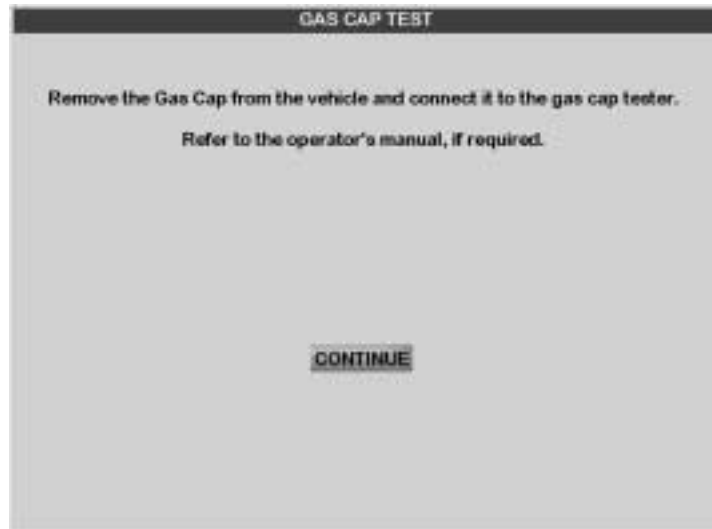 GAS CAP TEST
Remove the Gas Cap from the vehicle and connect it to the gas cap tester.
Refer to the operator's manual, if required.
CONTINUE